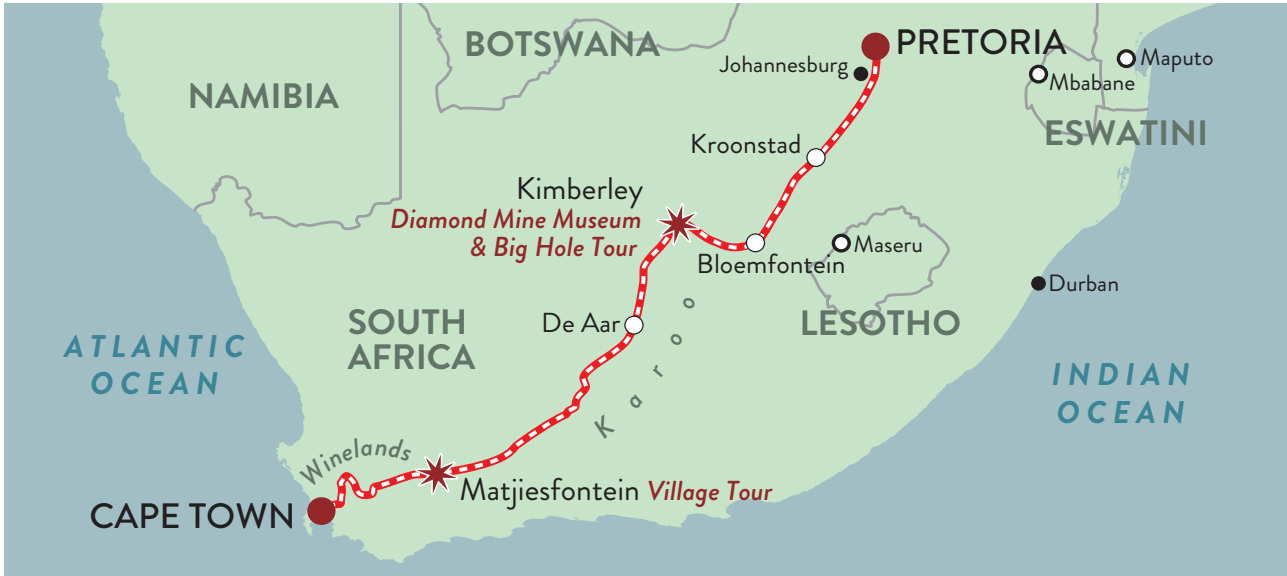 BOTSWANA
PRETORIA
Johannesburg
Maputo
Mbabane
NAMIBIA
ESWATINI
Kroonstad
Kimberley
Diamond Mine Museum
& Big Hole Tour
Maseru
Bloemfontein
Durban
SOUTH
AFRICA
De Aar
LESOTHO
Karoo
ATLANTIC
OCEAN
INDIAN
OCEAN
Winelands
Matjiesfontein Village Tour
CAPE TOWN